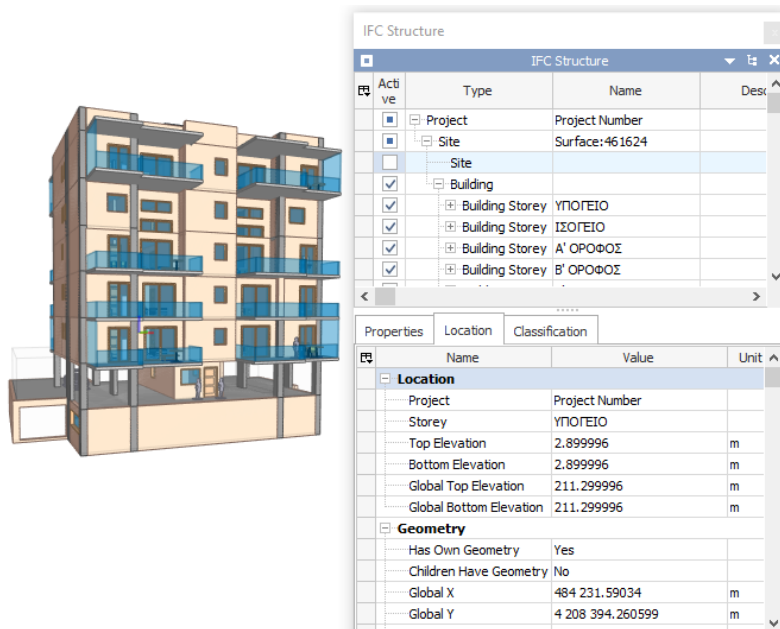 IFC Structure
IFC Structure
Active Type Name Desc
Project Project Number
Site Surface:461624
Site
Building
Building Storey ΥΠΟΓΕΙΟ
Building Storey ΙΣΟΓΕΙΟ
Building Storey Α' ΟΡΟΦΟΣ
Building Storey Β' ΟΡΟΦΟΣ
Properties Location Classification
Name Value Unit
Location
Project Project Number
Storey ΥΠΟΓΕΙΟ
Top Elevation 2.899996 m
Bottom Elevation 2.899996 m
Global Top Elevation 211.299996 m
Global Bottom Elevation 211.299996 m
Geometry
Has Own Geometry Yes
Children Have Geometry No
Global X 484 231.59034 m
Global Y 4 208 394.260599 m